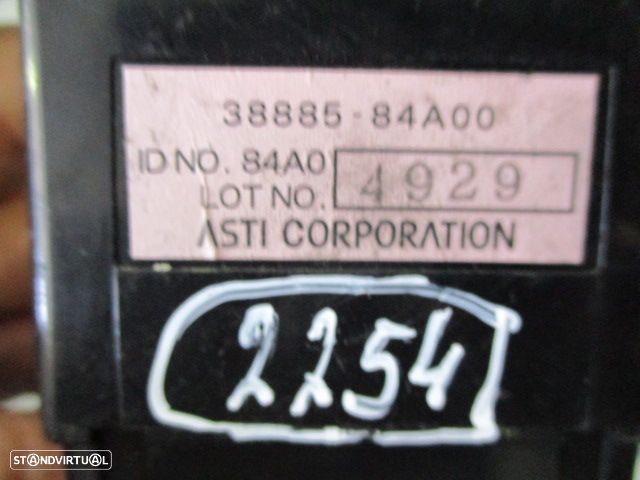 38885-84A00
ID NO. 84A0
LOT NO. 4929
ASTI CORPORATION
2254
STANDVIRTUAL